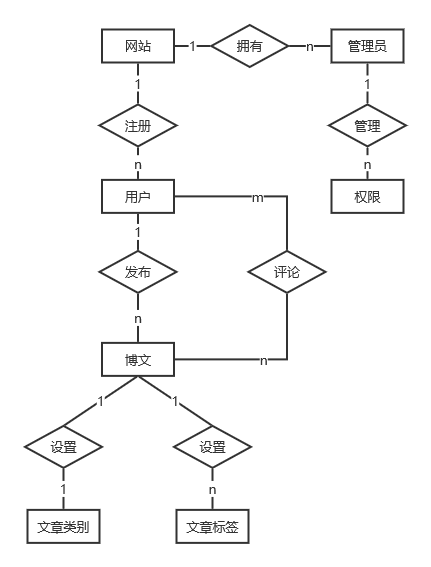 网站
1
拥有
n
管理员
1
1
注册
管理
n
n
用户
m
权限
1
发布
评论
n
博文
n
1
1
设置
设置
1
n
文章类别
文章标签